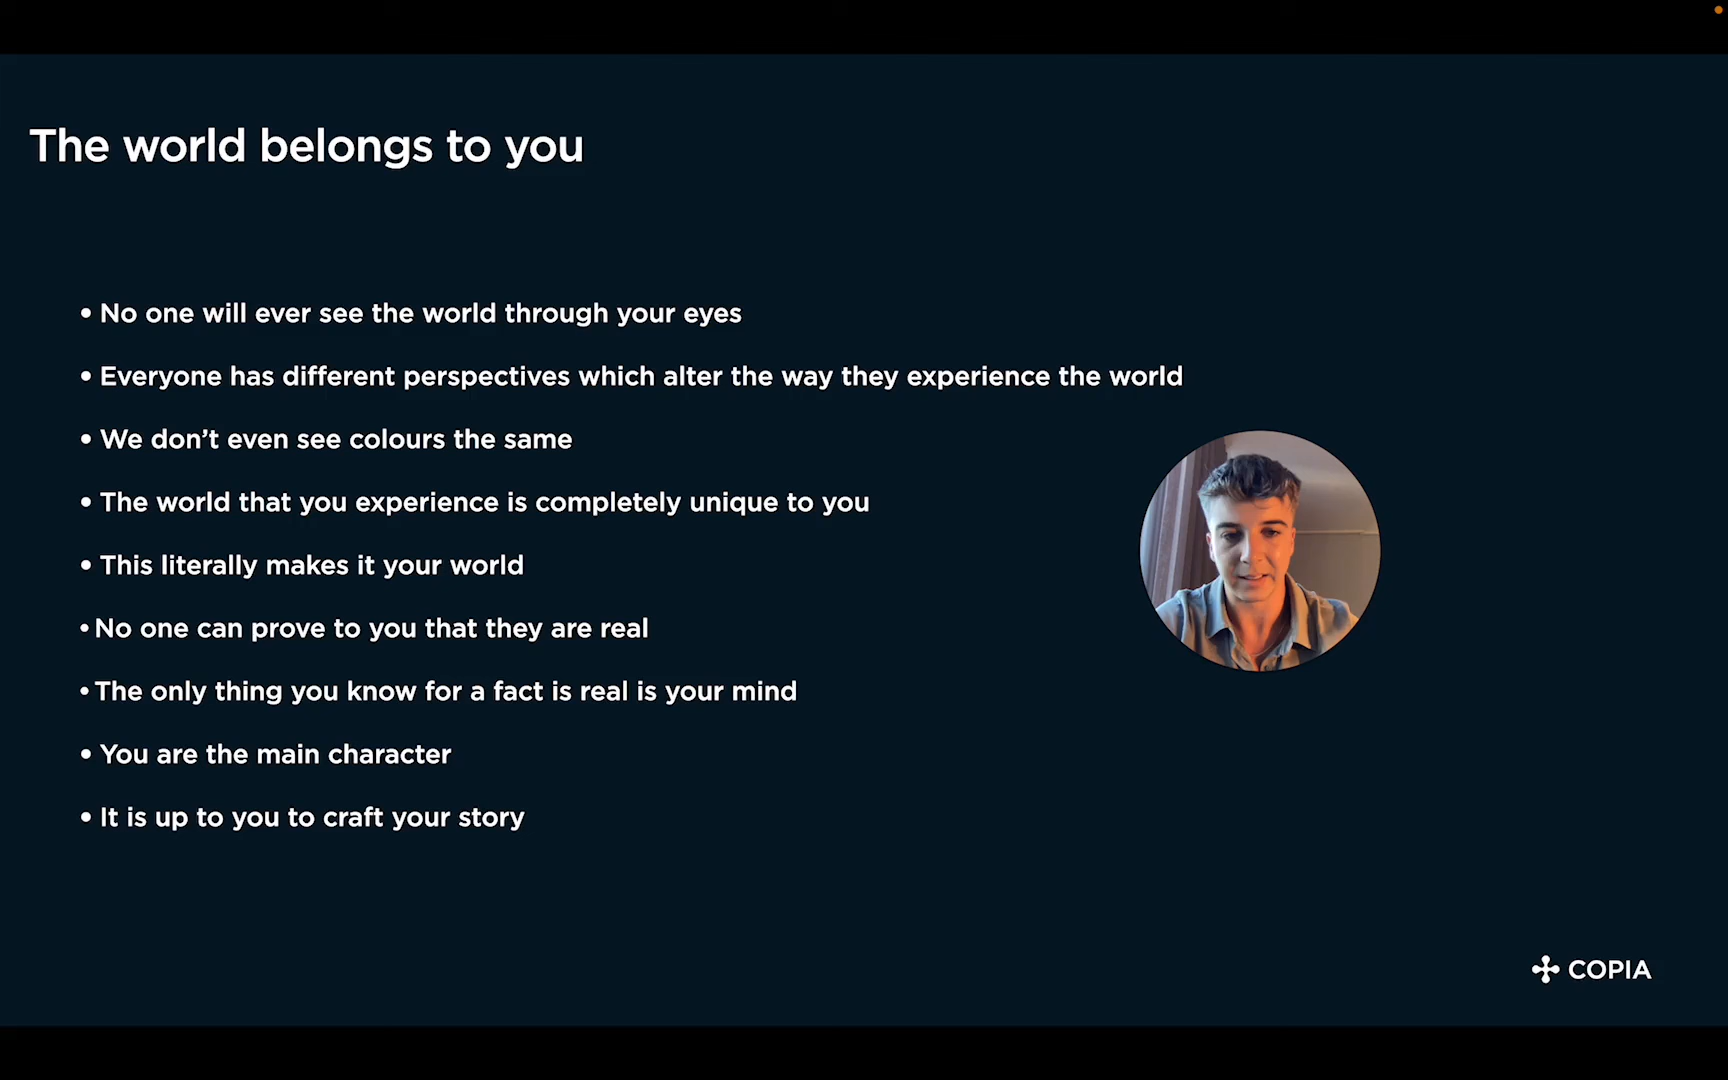 The world belongs to you
• No one will ever see the world through your eyes
• Everyone has different perspectives which alter the way they experience the world
• We don’t even see colours the same
• The world that you experience is completely unique to you
• This literally makes it your world
• No one can prove to you that they are real
• The only thing you know for a fact is real is your mind
• You are the main character
• It is up to you to craft your story
COPIA